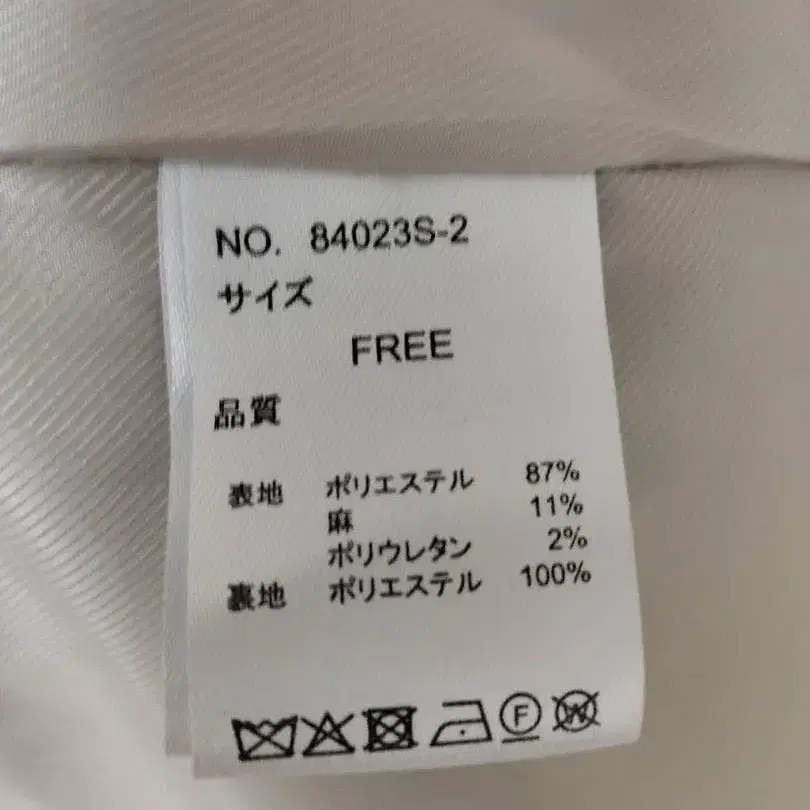 NO. 84023S-2
サイズ
FREE
品質
表地 ポリエステル 87%
麻 11%
ポリウレタン 2%
裏地 ポリエステル 100%
F W